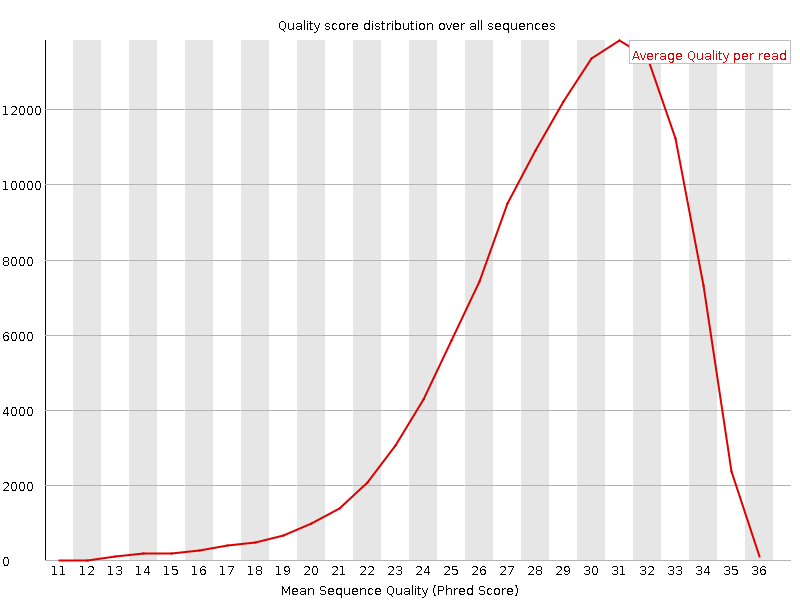 Quality score distribution over all sequences
Average Quality per read
12000
10000
8000
6000
4000
2000
0
11 12 13 14 15 16 17 18 19 20 21 22 23 24 25 26 27 28 29 30 31 32 33 34 35 36
Mean Sequence Quality (Phred Score)